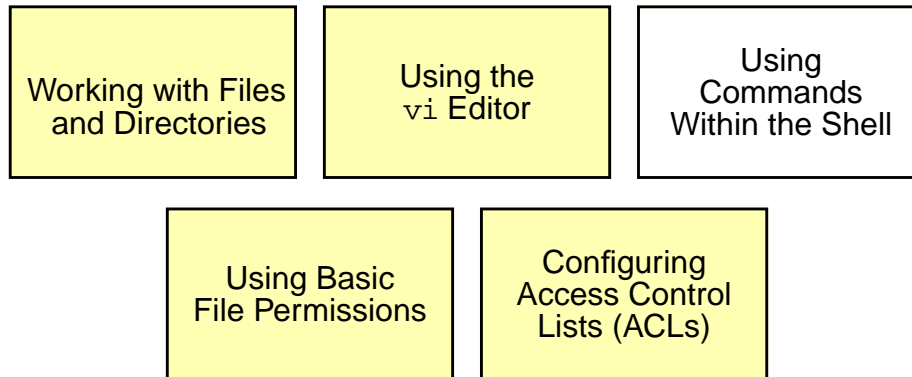 Working with Files
and Directories
Using the
vi Editor
Using
Commands
Within the Shell
Using Basic
File Permissions
Configuring
Access Control
Lists (ACLs)